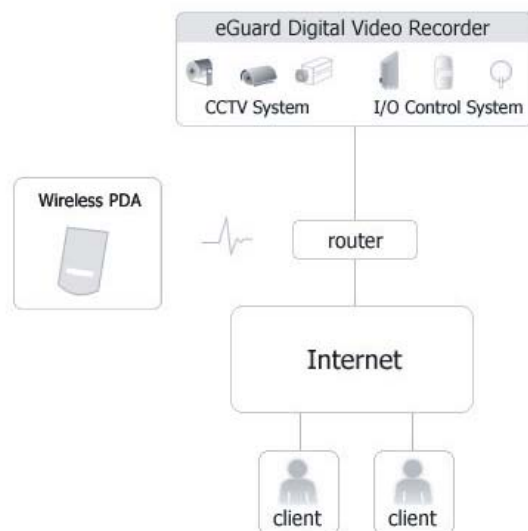 eGuard Digital Video Recorder
CCTV System I/O Control System
Wireless PDA
router
Internet
client client